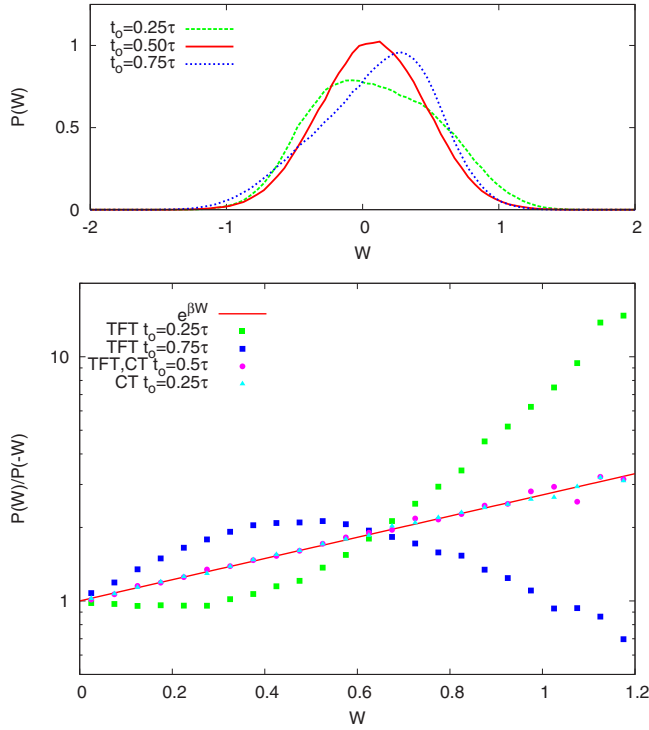 t_o=0.25τ
t_o=0.50τ
t_o=0.75τ
P(W)
1
0.5
0
-2 -1 0 1 2
W
e^βW
TFT t_o=0.25τ
TFT t_o=0.75τ
TFT,CT t_o=0.5τ
CT t_o=0.25τ
P(W)/P(-W)
10
1
0 0.2 0.4 0.6 0.8 1 1.2
W